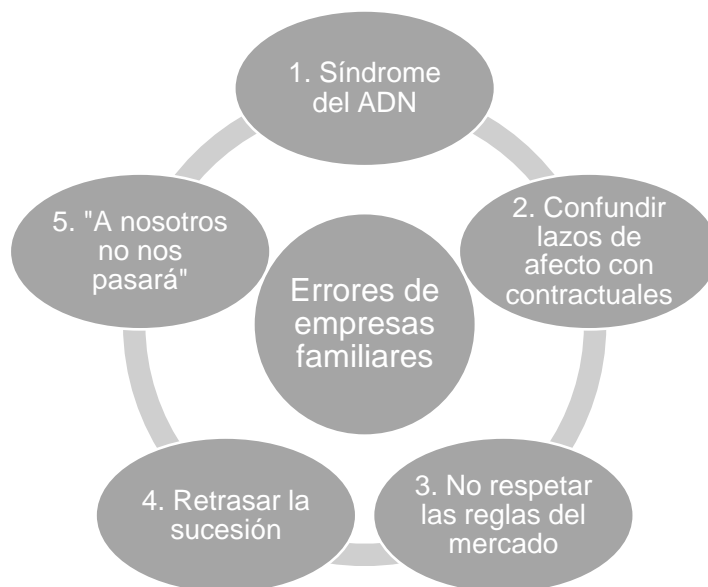 1. Síndrome
del ADN
2. Confundir
lazos de
afecto con
contractuales
3. No respetar
las reglas del
mercado
4. Retrasar la
sucesión
5. "A nosotros
no nos
pasará"
Errores de
empresas
familiares